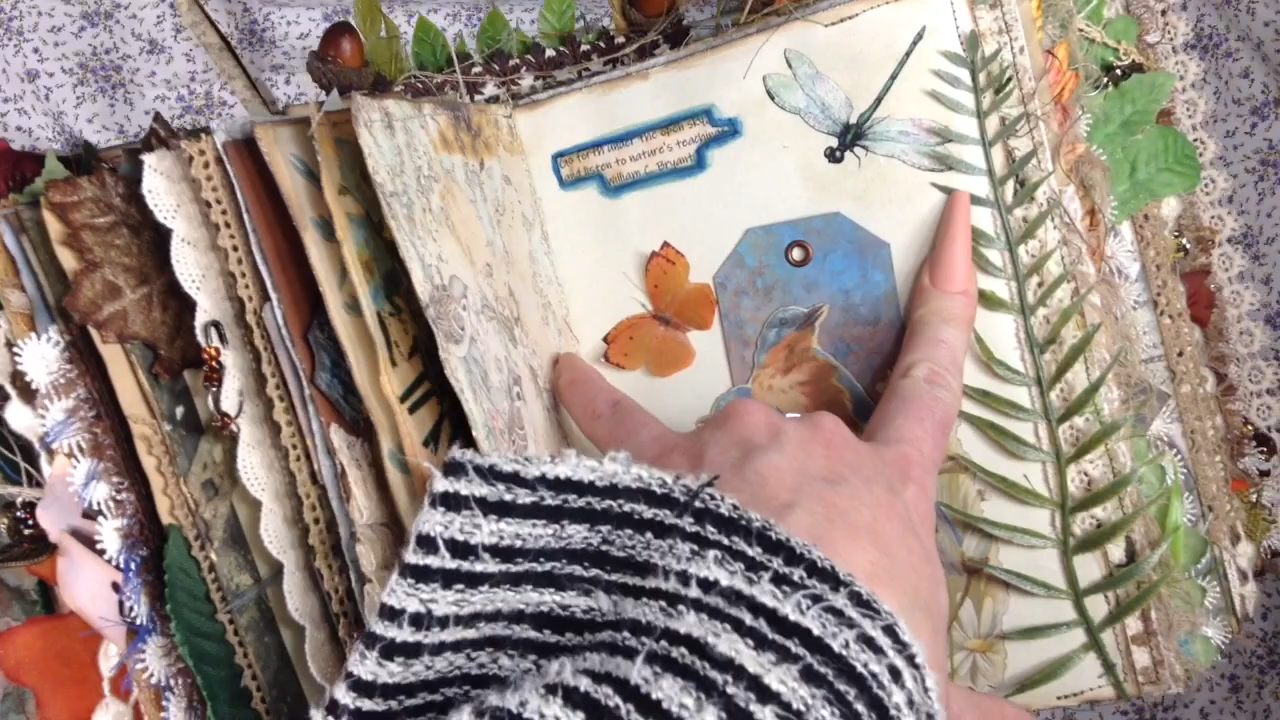 Go forth under the open sky
and listen to nature's teachings
William C. Bryant